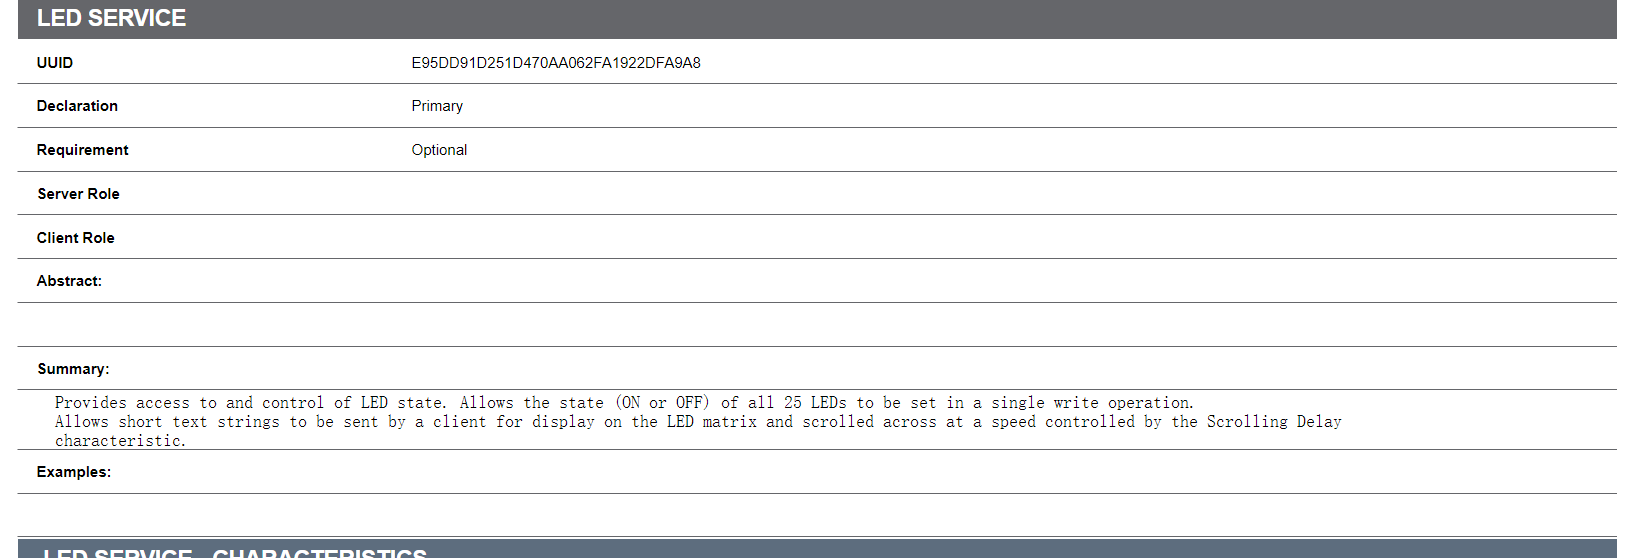 LED SERVICE
UUID E95DD91D251D470AA062FA1922DFA9A8
Declaration Primary
Requirement Optional
Server Role
Client Role
Abstract:
Summary:
Provides access to and control of LED state. Allows the state (ON or OFF) of all 25 LEDs to be set in a single write operation.
Allows short text strings to be sent by a client for display on the LED matrix and scrolled across at a speed controlled by the Scrolling Delay
characteristic.
Examples:
LED SERVICE - CHARACTERISTICS